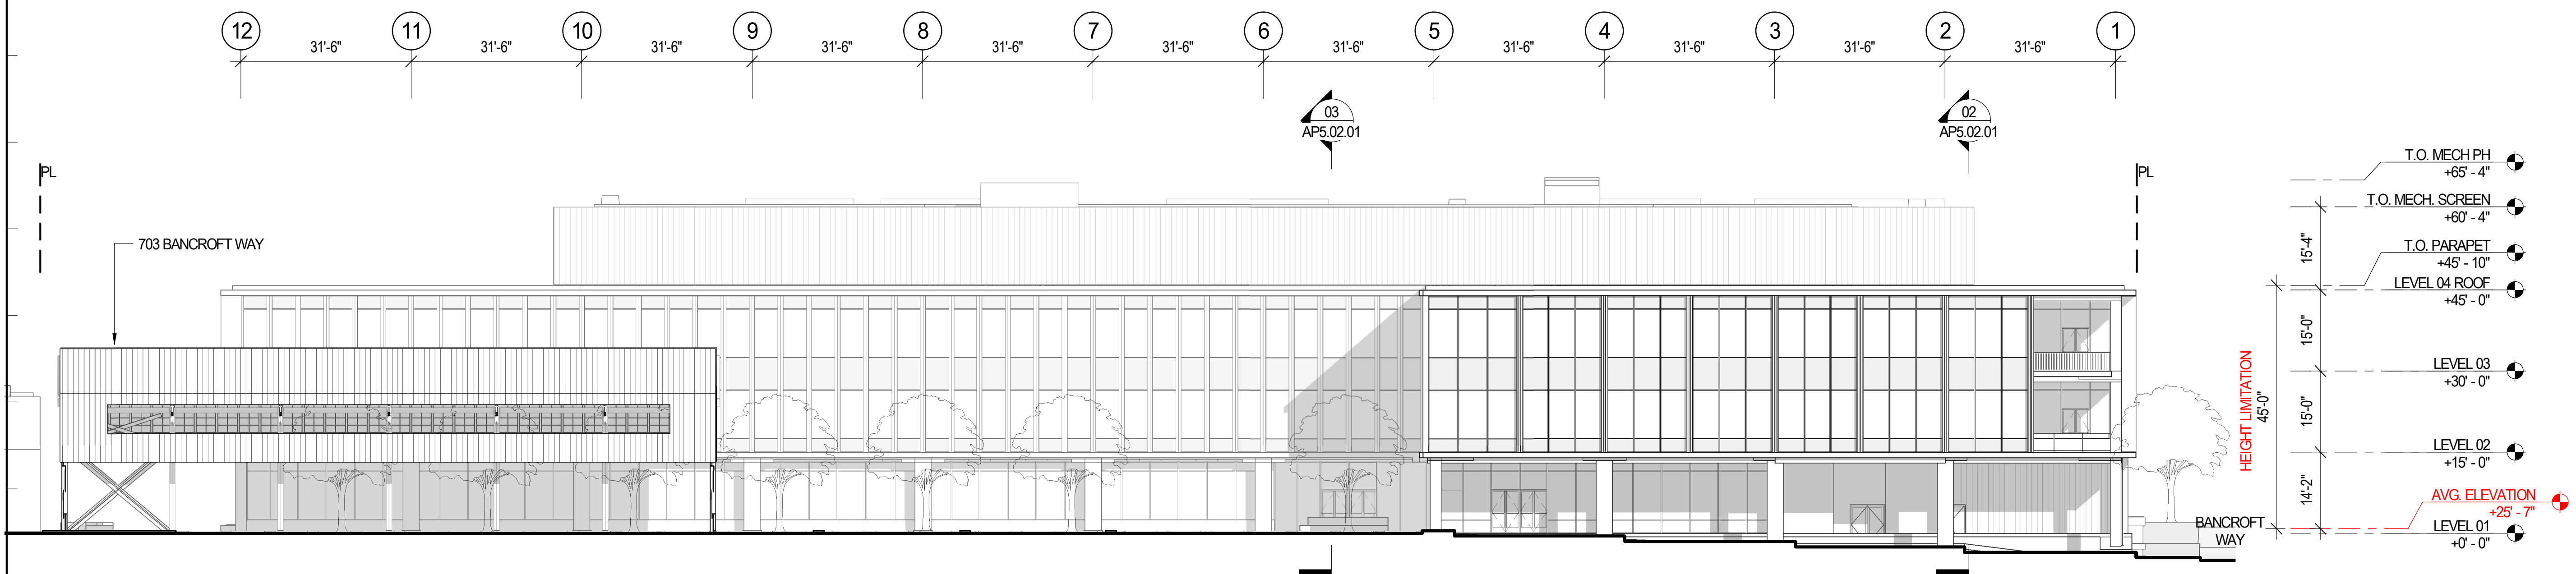 12
11
10
9
8
7
6
5
4
3
2
1
31'-6"
31'-6"
31'-6"
31'-6"
31'-6"
31'-6"
31'-6"
31'-6"
31'-6"
31'-6"
31'-6"
03
AP5.02.01
02
AP5.02.01
PL
PL
703 BANCROFT WAY
T.O. MECH PH
+65' - 4"
T.O. MECH. SCREEN
+60' - 4"
T.O. PARAPET
+45' - 10"
LEVEL 04 ROOF
+45' - 0"
LEVEL 03
+30' - 0"
LEVEL 02
+15' - 0"
AVG. ELEVATION
+25' - 7"
LEVEL 01
+0' - 0"
15'-4"
15'-0"
15'-0"
14'-2"
HEIGHT LIMITATION
45'-0"
BANCROFT
WAY